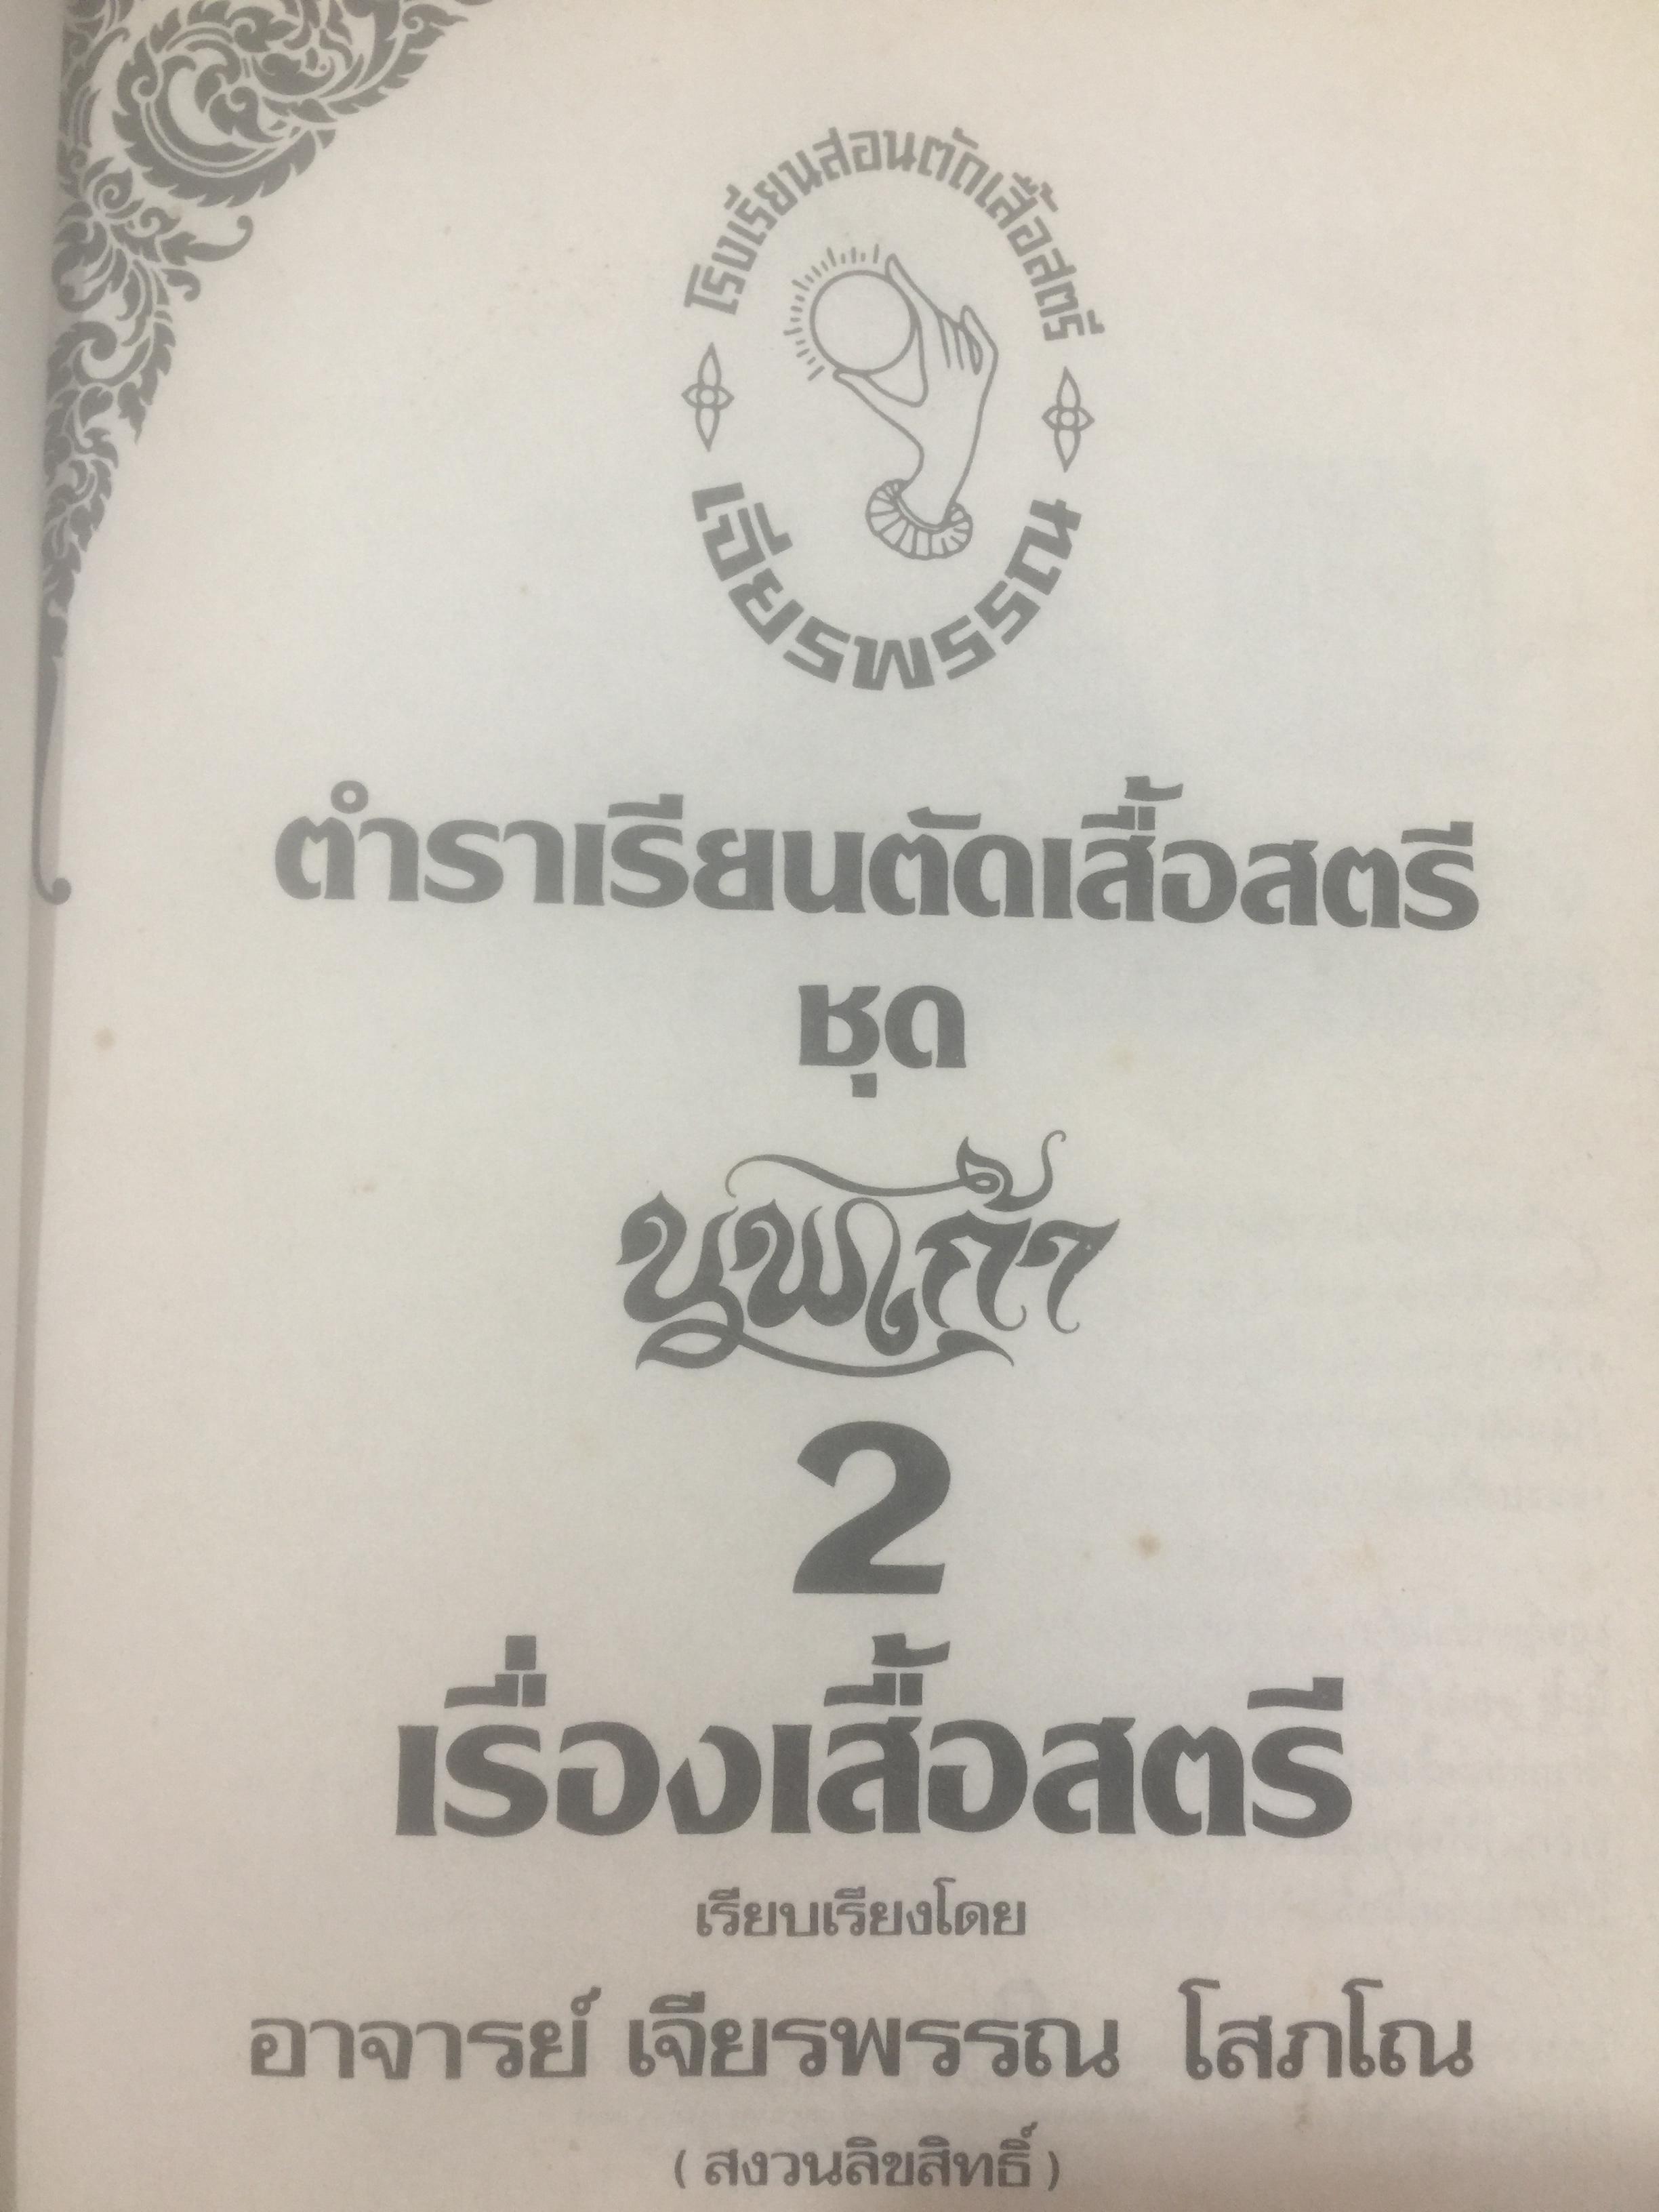 โรงเรียนสอนตัดเสื้อสตรี
เจียรพรรณ
ตำราเรียนตัดเสื้อสตรี
ชุด
นพเก้า
2
เรื่องเสื้อสตรี
เรียบเรียงโดย
อาจารย์ เจียรพรรณ โสภโณ
( สงวนลิขสิทธิ์ )